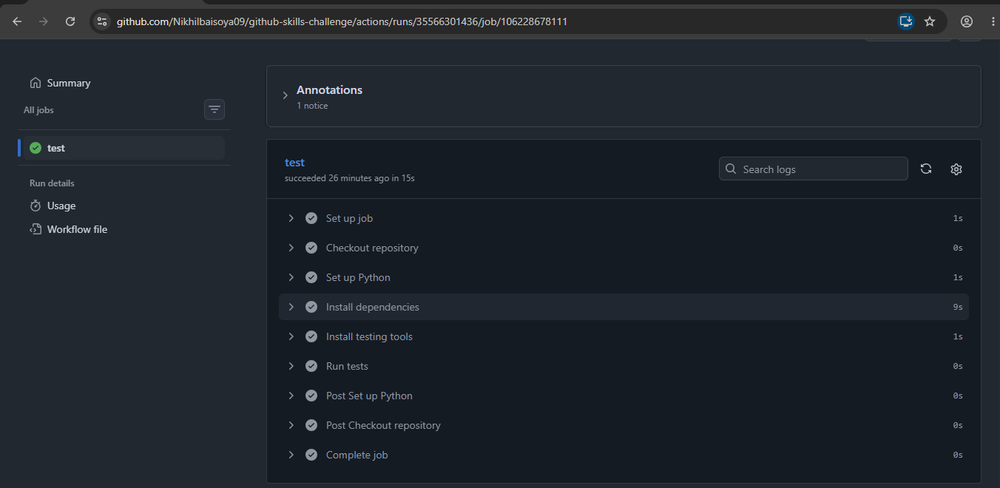 github.com/Nikhilbaisoya09/github-skills-challenge/actions/runs/35566301436/job/106228678111
Summary
All jobs
test
Run details
Usage
Workflow file
Annotations
1 notice
test
succeeded 26 minutes ago in 15s
Search logs
Set up job 1s
Checkout repository 0s
Set up Python 1s
Install dependencies 9s
Install testing tools 1s
Run tests 0s
Post Set up Python 0s
Post Checkout repository 0s
Complete job 0s